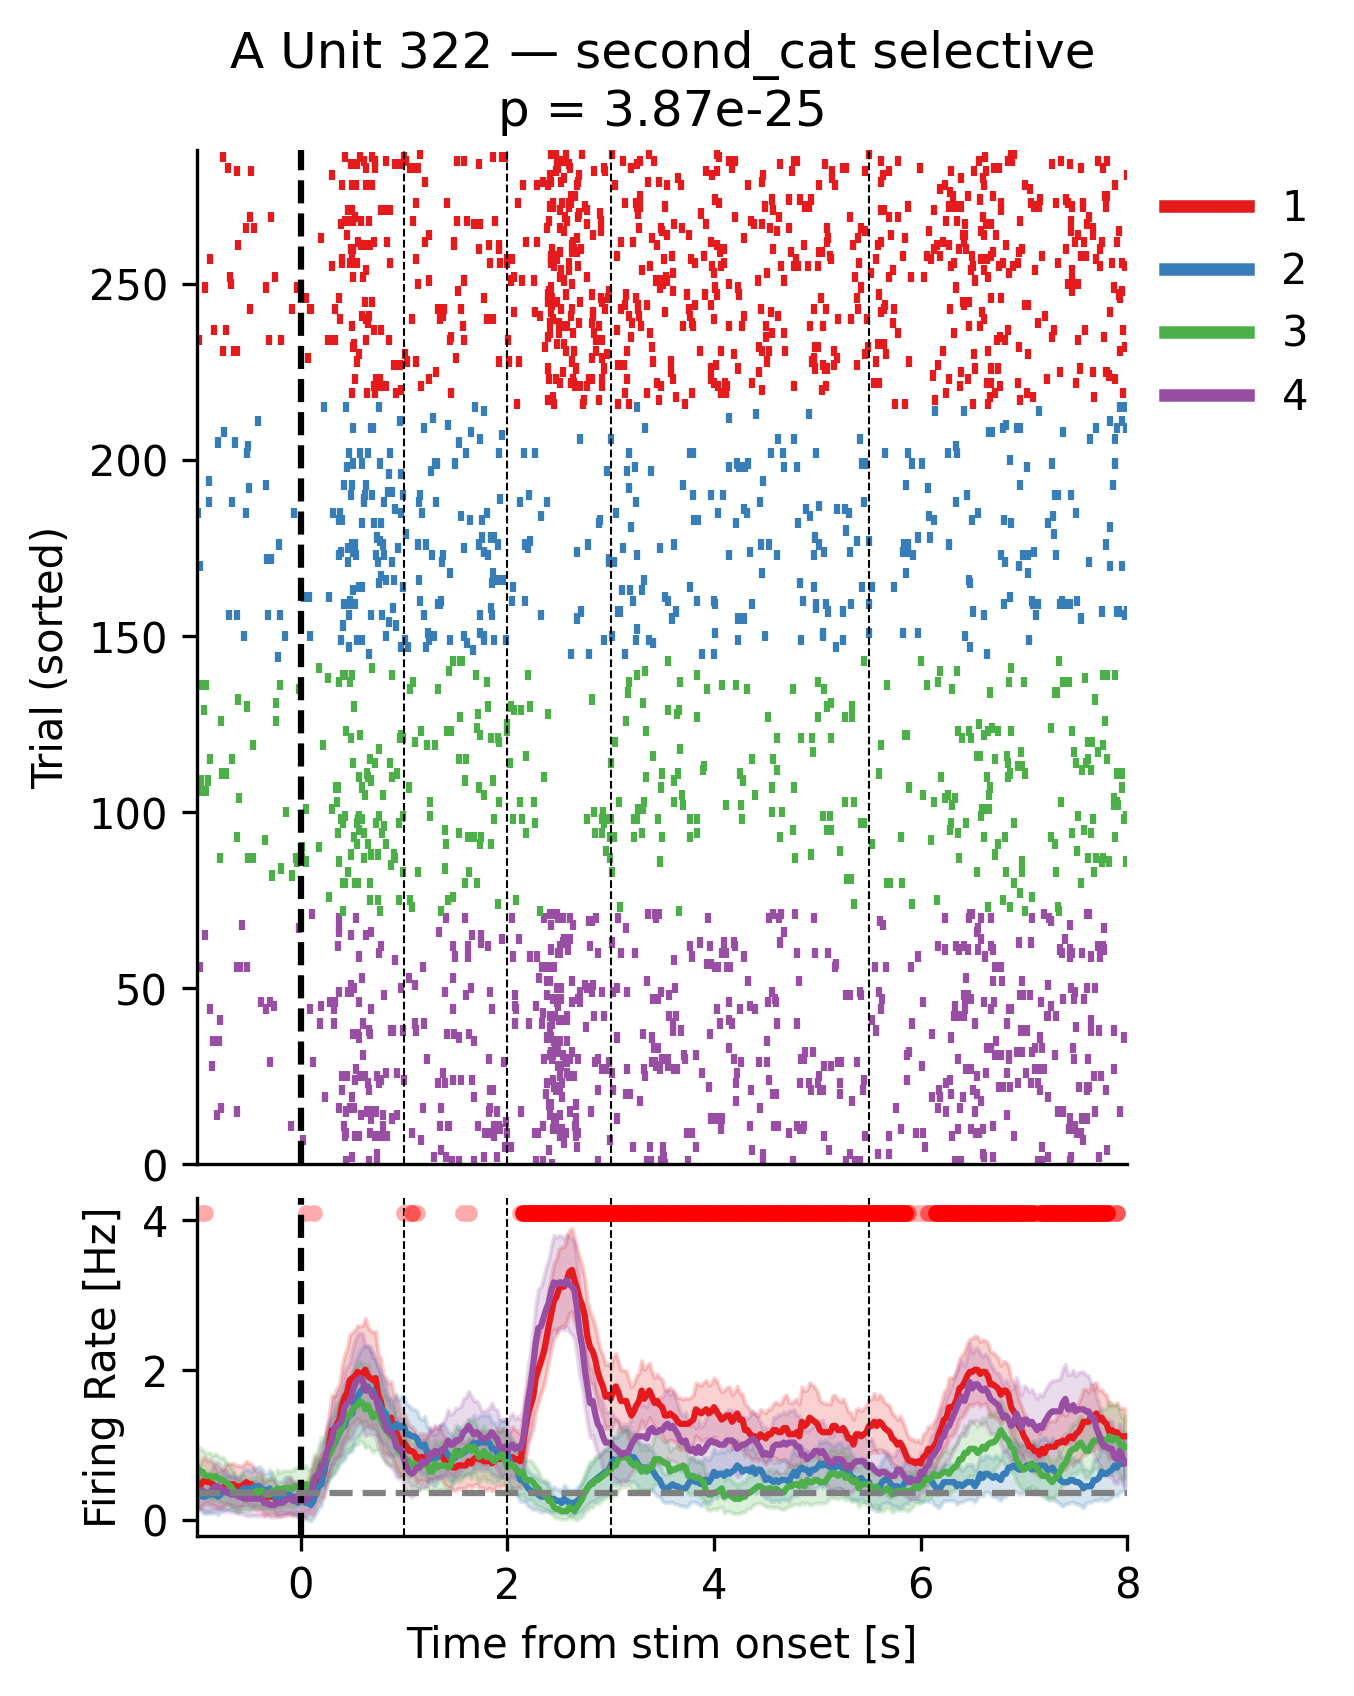 A Unit 322 — second_cat selective
p = 3.87e-25
1
2
3
4
Trial (sorted)
250
200
150
100
50
0
Firing Rate [Hz]
4
2
0
0 2 4 6 8
Time from stim onset [s]